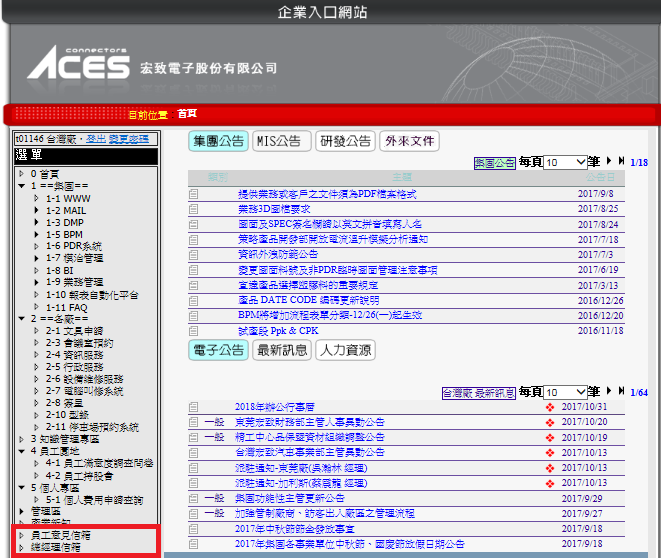 企業入口網站
connectors
ACES 宏致電子股份有限公司
目前位置 首頁
t01146 台灣廠 - 登出 變更密碼
選 單
0 首頁
1 ==集團==
1-1 WWW
1-2 MAIL
1-3 DMP
1-5 BPM
1-6 PDR系統
1-7 模治管理
1-8 BI
1-9 業務管理
1-10 報表自動化平台
1-11 FAQ
2 ==各廠==
2-1 文具申請
2-3 會議室預約
2-4 資訊服務
2-5 行政服務
2-6 設備維修服務
2-7 電腦叫修系統
2-8 簽呈
2-10 型錄
2-11 停車場預約系統
3 知識管理專區
4 員工園地
4-1 員工滿意度調查問卷
4-2 員工持股會
5 個人專區
5-1 個人費用申請查詢
管理區
產業新知
員工意見信箱
總經理信箱
集團公告 MIS公告 研發公告 外來文件
集團公告 每頁 10 筆 1/18
類別 主題 公告日
提供業務或客戶之文件須為PDF檔案格式 2017/9/8
業務3D圖檔要求 2017/8/25
圖面及SPEC簽名欄請以英文拼音填寫人名 2017/8/24
策略產品開發部開放電流溫升模擬分析通知 2017/7/18
資訊外洩防範公告 2017/7/3
變更圖面料號及非PDR臨時圖面管理注意事項 2017/6/19
宣達產品選擇塑膠料的重要規定 2017/3/13
產品 DATE CODE 編碼更新說明 2016/12/26
BPM將增加流程表單分類-12/26(一)起生效 2016/12/20
試產設 Ppk & CPK 2016/11/18
電子公告 最新訊息 人力資源
台灣廠 最新訊息 每頁 10 筆 1/64
2018年辦公行事曆 2017/10/31
一般 東莞宏致財務部主管人事異動公告 2017/10/20
一般 精工中心品保暨資材組織調整公告 2017/10/19
台灣宏致汽車事業部主管異動公告 2017/10/13
派駐通知-東莞廠(吳瀚林 經理) 2017/10/13
派駐通知-加利斯(蔡震龍 經理) 2017/10/13
一般 集團功能性主管更新公告 2017/9/29
一般 加強管制廠商、訪客出入廠區之管理流程 2017/9/27
2017年中秋節節金發放事宜 2017/9/18
2017年集團各事業單位中秋節、國慶節放假日期公告 2017/9/18